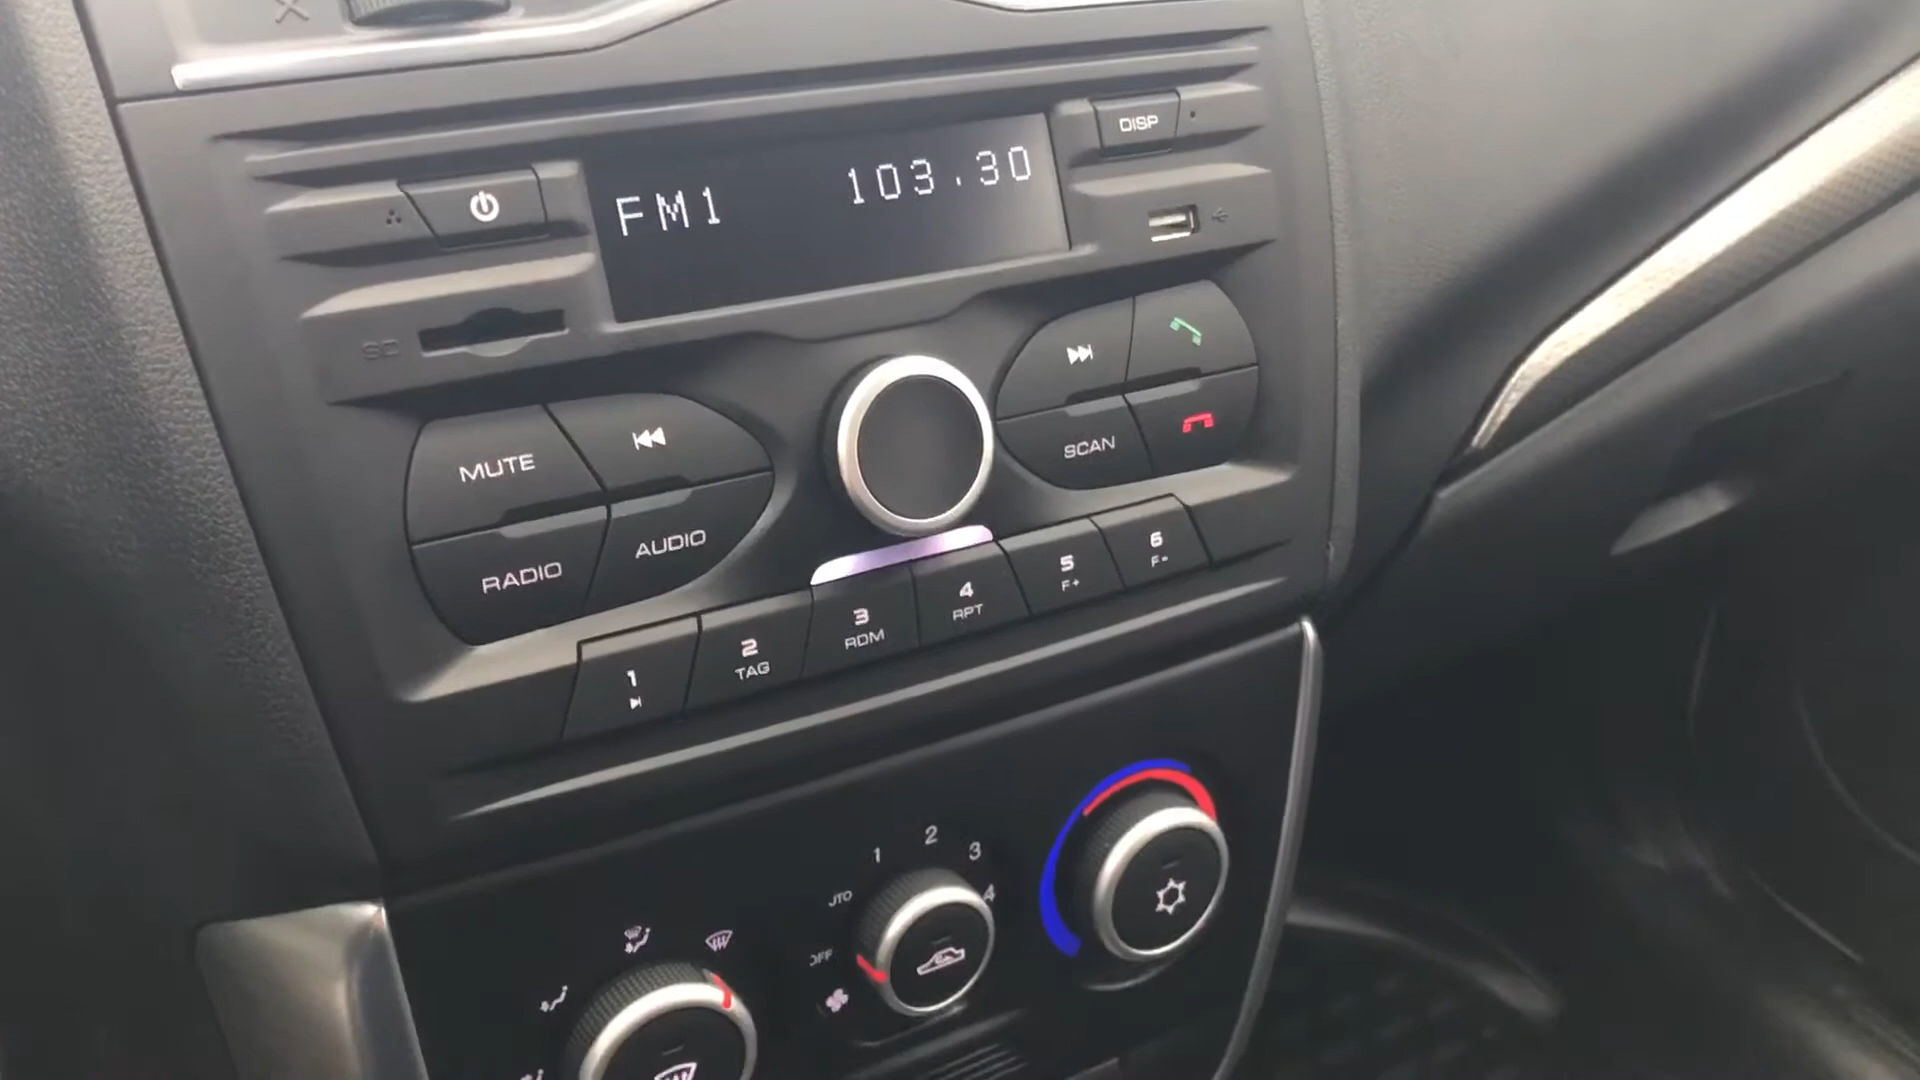 DISP
FM1 103.30
SD
MUTE
SCAN
RADIO
AUDIO
1
2
TAG
3
RDM
4
RPT
5
F+
6
F-
1
2
3
4
OFF